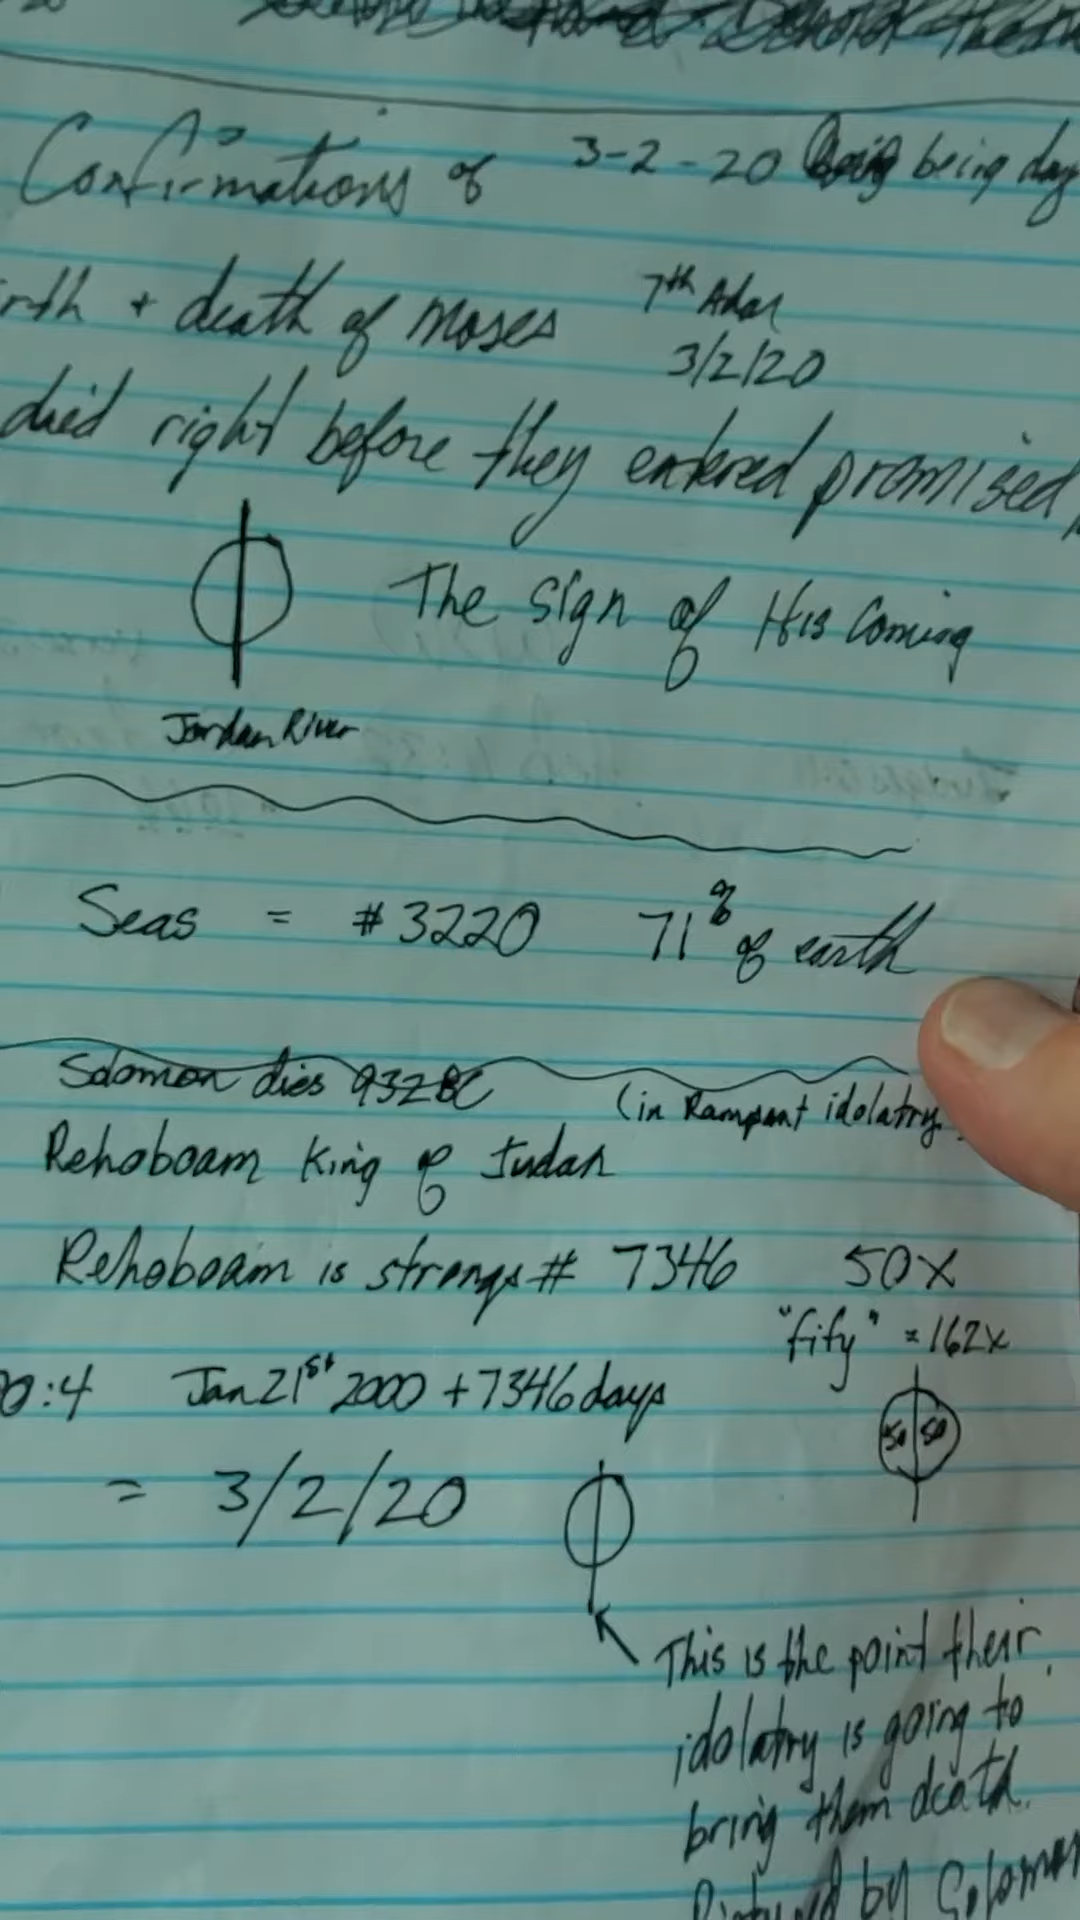 Confirmations of 3-2-20 being day
rth + death of Moses 7th Adar
3/2/20
died right before they entered promised
The Sign of His Coming
Jordan River
Seas = #3220 71% of earth
Solomon dies 932BC (in Rampant idolatry
Rehoboam King of Judah
Rehoboam is strongs # 7346 50x
"fify" = 162x
0:4 Jan 21st 2000 + 7346 days
50 50
= 3/2/20
This is the point their
idolatry is going to
bring them death.
by Solomon